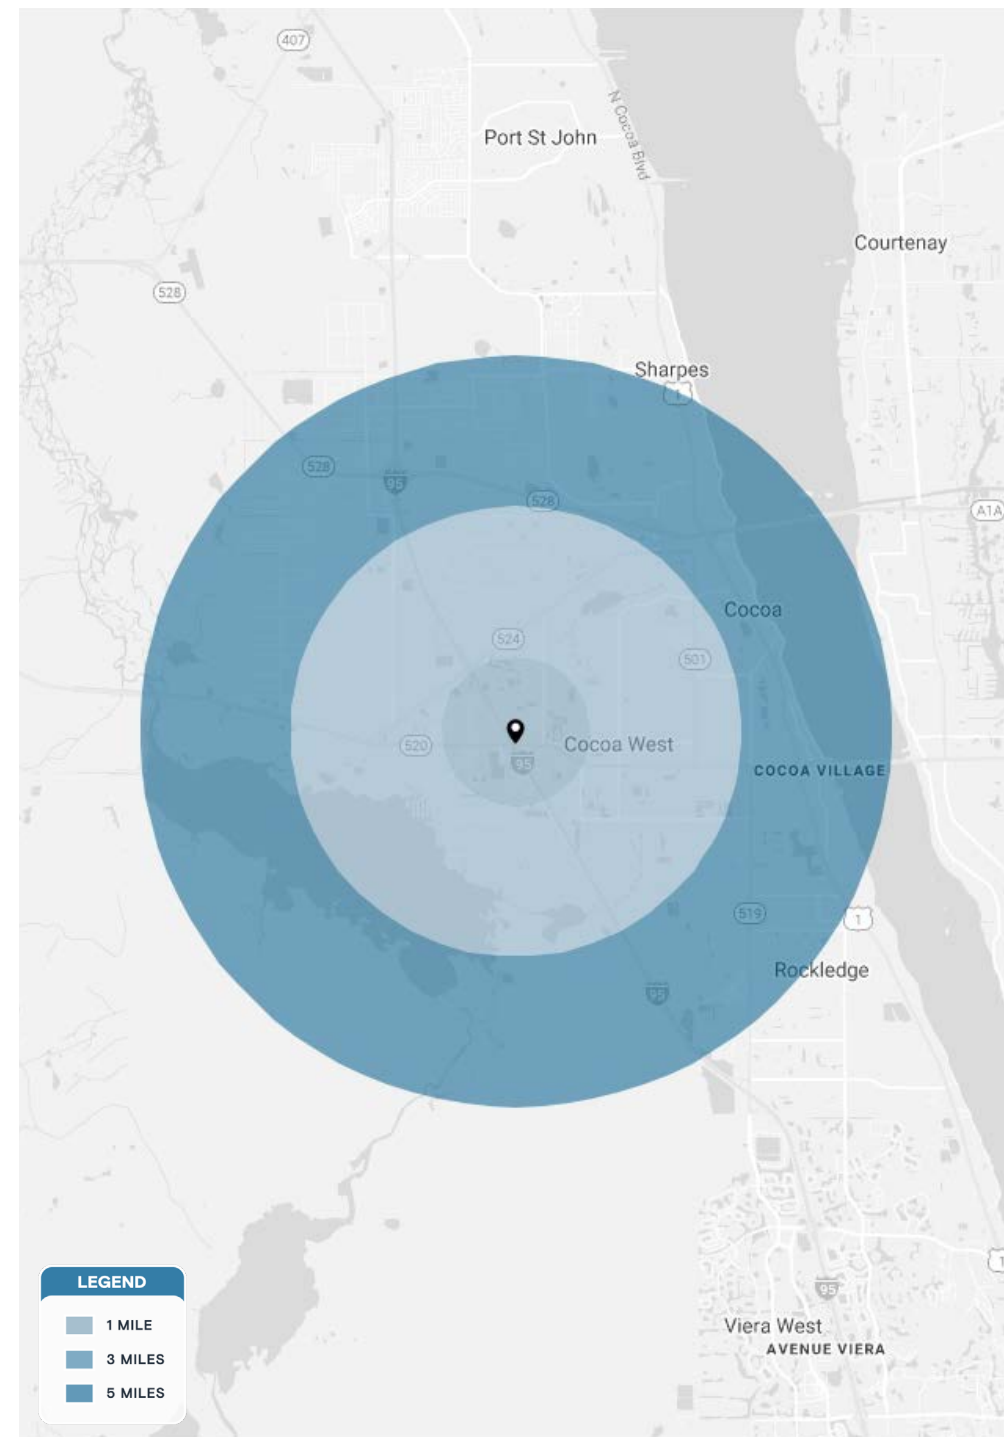 407
Port St John
N Cocoa Blvd
Courtenay
528
Sharpes
1
528
95
528
A1A
Cocoa
524
501
520
Cocoa West
95
COCOA VILLAGE
519
1
Rockledge
95
1
95
Viera West
AVENUE VIERA
LEGEND
1 MILE
3 MILES
5 MILES